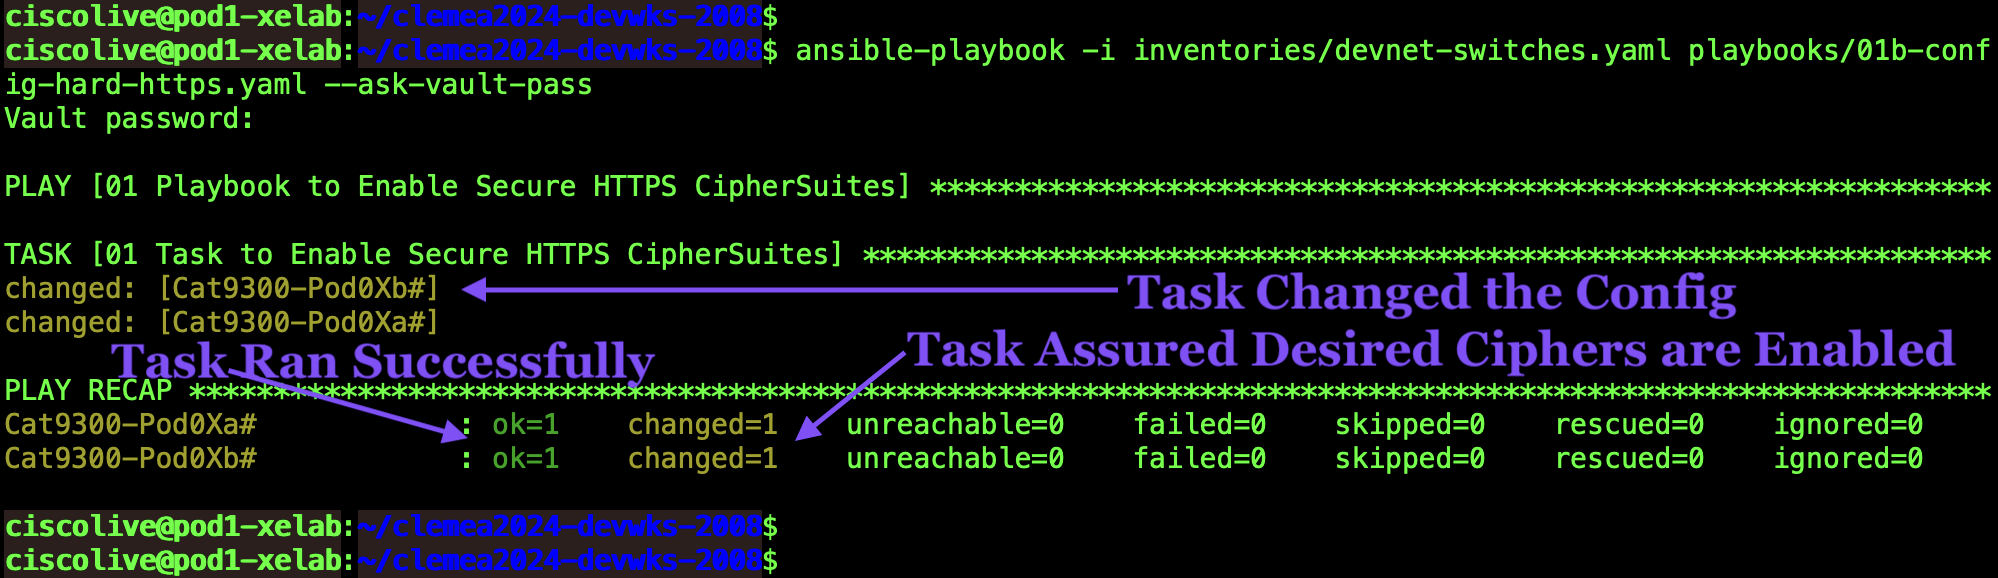 ciscolive@pod1-xelab:~/clemea2024-devwks-2008$
ciscolive@pod1-xelab:~/clemea2024-devwks-2008$ ansible-playbook -i inventories/devnet-switches.yaml playbooks/01b-conf
ig-hard-https.yaml --ask-vault-pass
Vault password:
PLAY [01 Playbook to Enable Secure HTTPS CipherSuites] ***************************************************************
TASK [01 Task to Enable Secure HTTPS CipherSuites] *******************************************************************
changed: [Cat9300-Pod0Xb#]
Task Changed the Config
changed: [Cat9300-Pod0Xa#]
Task Ran Successfully
Task Assured Desired Ciphers are Enabled
PLAY RECAP ***********************************************************************************************************
Cat9300-Pod0Xa#            : ok=1    changed=1    unreachable=0    failed=0    skipped=0    rescued=0    ignored=0
Cat9300-Pod0Xb#            : ok=1    changed=1    unreachable=0    failed=0    skipped=0    rescued=0    ignored=0
ciscolive@pod1-xelab:~/clemea2024-devwks-2008$
ciscolive@pod1-xelab:~/clemea2024-devwks-2008$